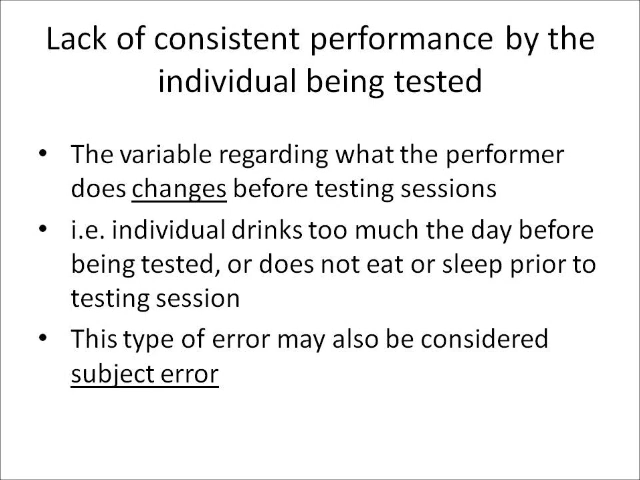 Lack of consistent performance by the
individual being tested
• The variable regarding what the performer
does changes before testing sessions
• i.e. individual drinks too much the day before
being tested, or does not eat or sleep prior to
testing session
• This type of error may also be considered
subject error